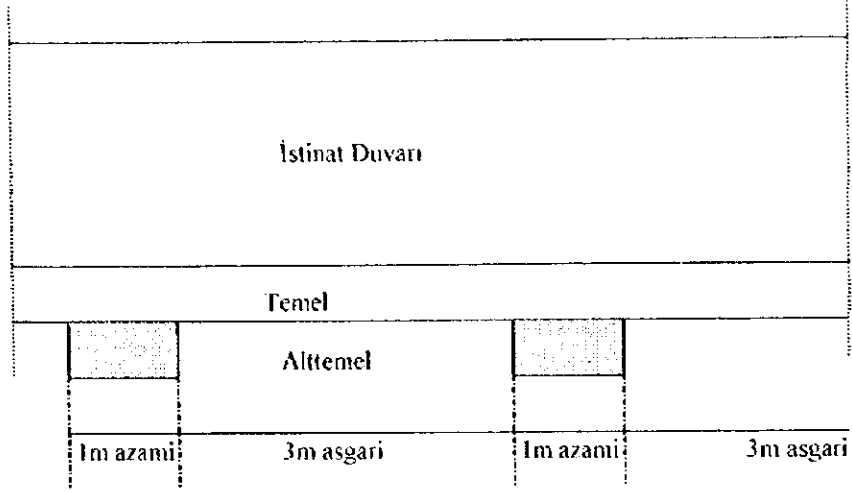 İstinat Duvarı
Temel
Alttemel
1m azami 3m asgari 1m azami 3m asgari